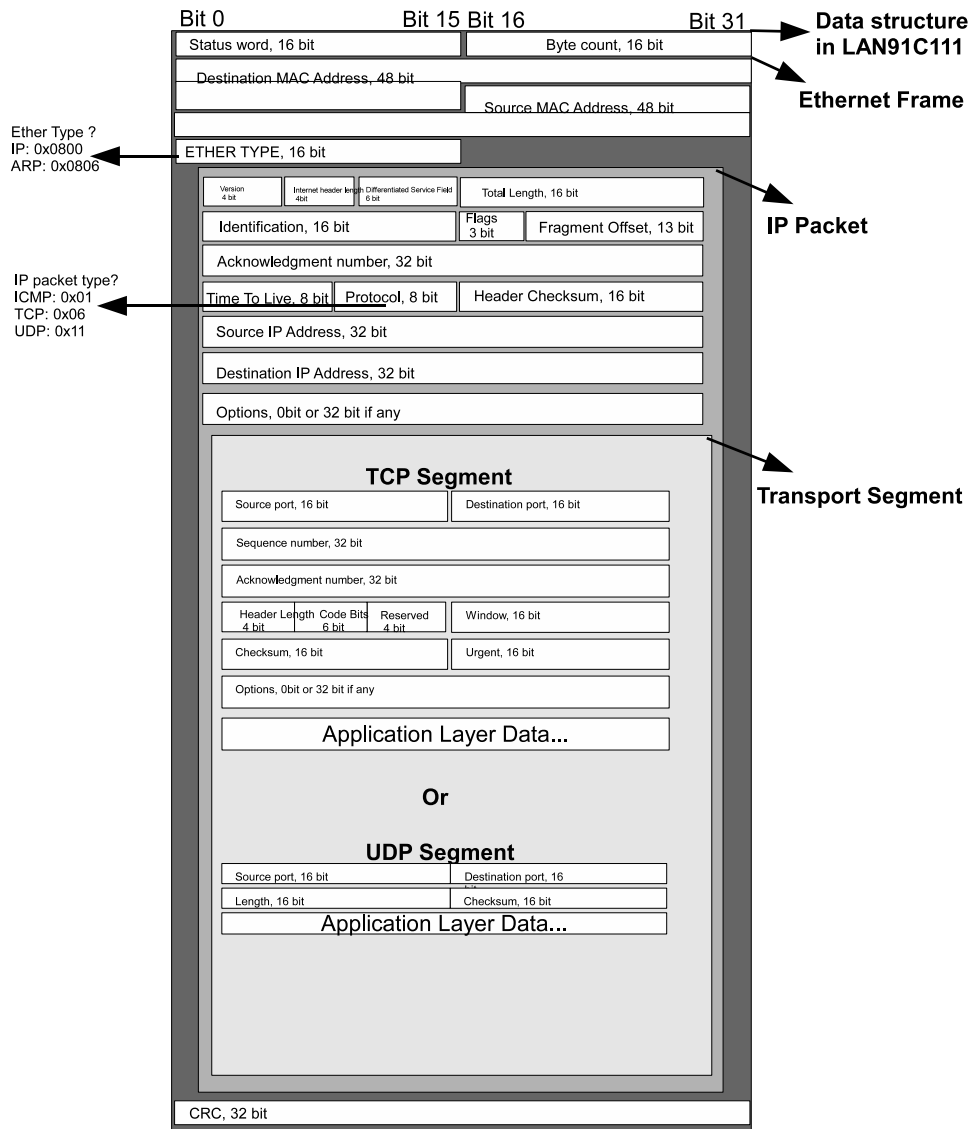 Bit 0 Bit 15 Bit 16 Bit 31
Data structure
in LAN91C111
Status word, 16 bit
Byte count, 16 bit
Destination MAC Address, 48 bit
Ethernet Frame
Source MAC Address, 48 bit
Ether Type ?
IP: 0x0800
ARP: 0x0806
ETHER TYPE, 16 bit
Version
4 bit
Internet header length
4bit
Differentiated Service Field
6 bit
Total Length, 16 bit
IP Packet
Identification, 16 bit
Flags
3 bit
Fragment Offset, 13 bit
Acknowledgment number, 32 bit
IP packet type?
ICMP: 0x01
TCP: 0x06
UDP: 0x11
Time To Live, 8 bit
Protocol, 8 bit
Header Checksum, 16 bit
Source IP Address, 32 bit
Destination IP Address, 32 bit
Options, 0bit or 32 bit if any
Transport Segment
TCP Segment
Source port, 16 bit
Destination port, 16 bit
Sequence number, 32 bit
Acknowledgment number, 32 bit
Header Length
4 bit
Code Bits
6 bit
Reserved
4 bit
Window, 16 bit
Checksum, 16 bit
Urgent, 16 bit
Options, 0bit or 32 bit if any
Application Layer Data...
Or
UDP Segment
Source port, 16 bit
Destination port, 16
Length, 16 bit
Checksum, 16 bit
Application Layer Data...
CRC, 32 bit